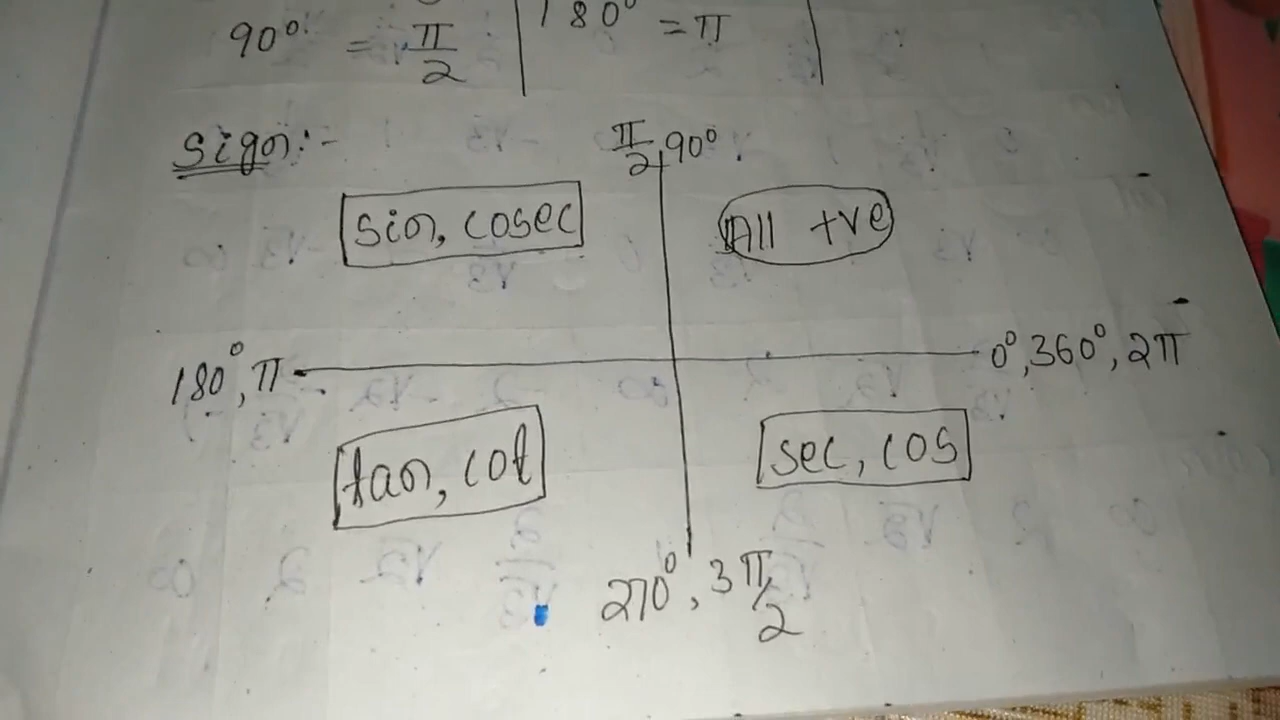 90° = π/2 | 180° = π
Sign:-
π/2, 90°
sin, cosec
All +ve
180°, π
0°, 360°, 2π
tan, cot
sec, cos
270°, 3π/2